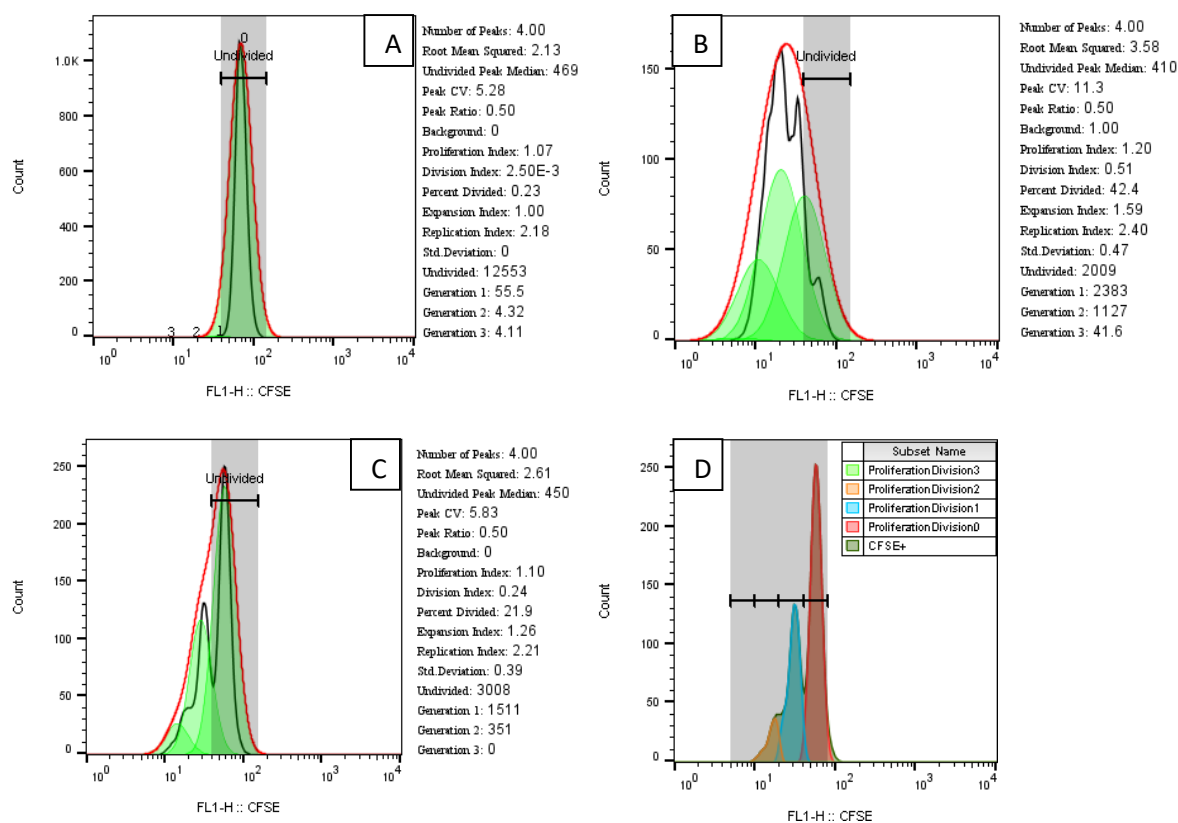 A
0
Undivided
1.0K
800
600
400
200
0
3 2 1
10^0 10^1 10^2 10^3 10^4
Count
FL1-H :: CFSE
Number of Peaks: 4.00
Root Mean Squared: 2.13
Undivided Peak Median: 469
Peak CV: 5.28
Peak Ratio: 0.50
Background: 0
Proliferation Index: 1.07
Division Index: 2.50E-3
Percent Divided: 0.23
Expansion Index: 1.00
Replication Index: 2.18
Std.Deviation: 0
Undivided: 12553
Generation 1: 55.5
Generation 2: 4.32
Generation 3: 4.11
B
Undivided
150
100
50
0
10^0 10^1 10^2 10^3 10^4
Count
FL1-H :: CFSE
Number of Peaks: 4.00
Root Mean Squared: 3.58
Undivided Peak Median: 410
Peak CV: 11.3
Peak Ratio: 0.50
Background: 1.00
Proliferation Index: 1.20
Division Index: 0.51
Percent Divided: 42.4
Expansion Index: 1.59
Replication Index: 2.40
Std.Deviation: 0.47
Undivided: 2009
Generation 1: 2383
Generation 2: 1127
Generation 3: 41.6
C
Undivided
250
200
150
100
50
0
10^0 10^1 10^2 10^3 10^4
Count
FL1-H :: CFSE
Number of Peaks: 4.00
Root Mean Squared: 2.61
Undivided Peak Median: 450
Peak CV: 5.83
Peak Ratio: 0.50
Background: 0
Proliferation Index: 1.10
Division Index: 0.24
Percent Divided: 21.9
Expansion Index: 1.26
Replication Index: 2.21
Std.Deviation: 0.39
Undivided: 3008
Generation 1: 1511
Generation 2: 351
Generation 3: 0
D
Subset Name
Proliferation Division3
Proliferation Division2
Proliferation Division1
Proliferation Division0
CFSE+
250
200
150
100
50
0
10^0 10^1 10^2 10^3 10^4
Count
FL1-H :: CFSE